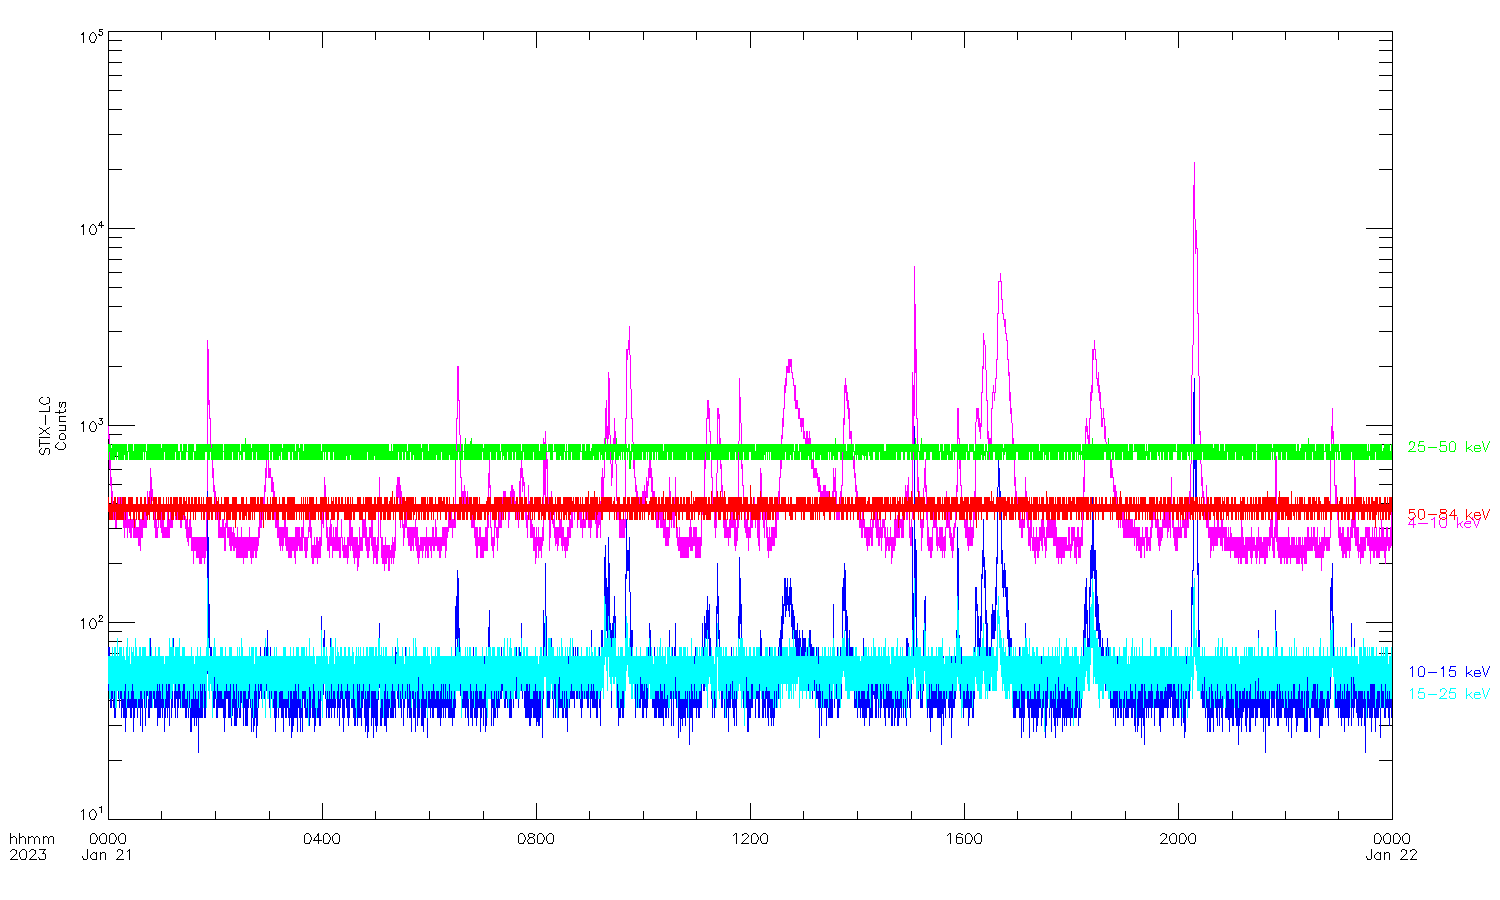 10^5
10^4
10^3
10^2
10^1
STIX-LC
Counts
25-50 keV
50-84 keV
4-10 keV
10-15 keV
15-25 keV
hhmm 0000 0400 0800 1200 1600 2000 0000
2023 Jan 21 Jan 22